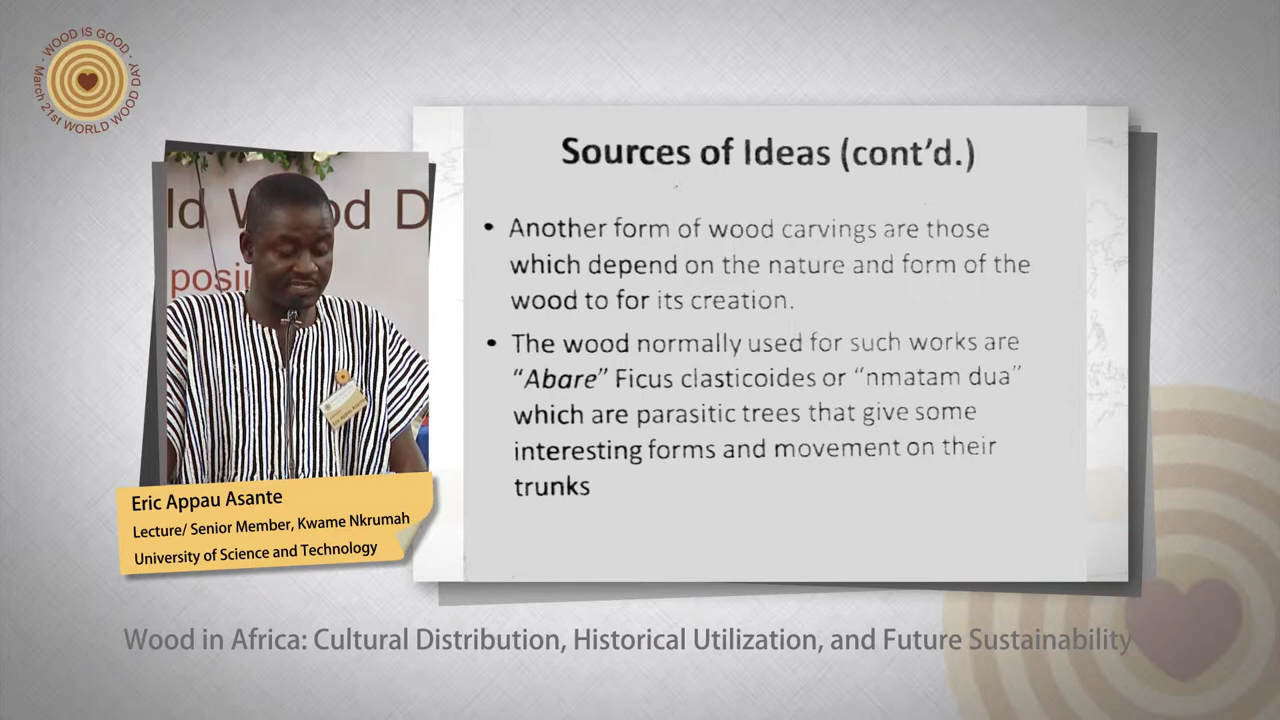 WOOD IS GOOD · March 21st WORLD WOOD DAY ·
ld Wood D
posiu
Eric Appau Asante
Lecture/ Senior Member, Kwame Nkrumah
University of Science and Technology
Sources of Ideas (cont’d.)
• Another form of wood carvings are those
which depend on the nature and form of the
wood to for its creation.
• The wood normally used for such works are
“Abare” Ficus clasticoides or “nmatam dua”
which are parasitic trees that give some
interesting forms and movement on their
trunks
Wood in Africa: Cultural Distribution, Historical Utilization, and Future Sustainability